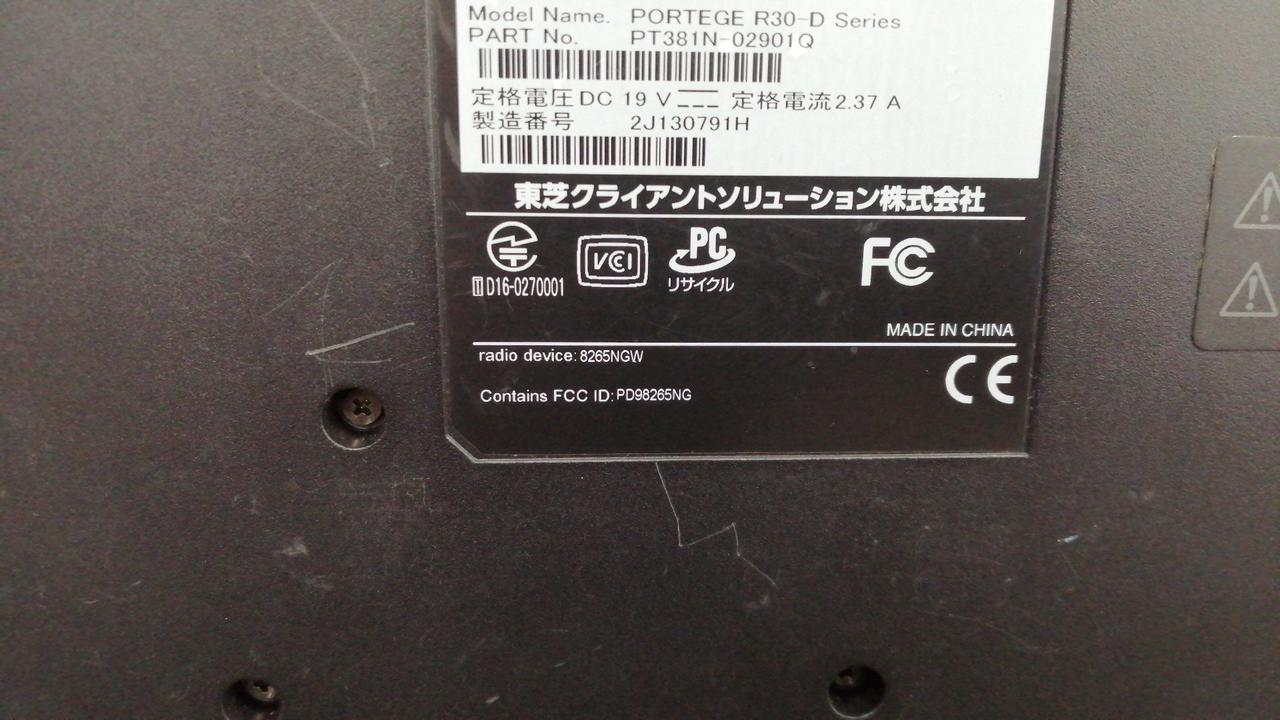 Model Name. PORTEGE R30-D Series
PART No. PT381N-02901Q
定格電圧DC 19 V 定格電流2.37 A
製造番号 2J130791H
東芝クライアントソリューション株式会社
VCCI PC FC
リサイクル
T D16-0270001
MADE IN CHINA
radio device: 8265NGW
CE
Contains FCC ID: PD98265NG